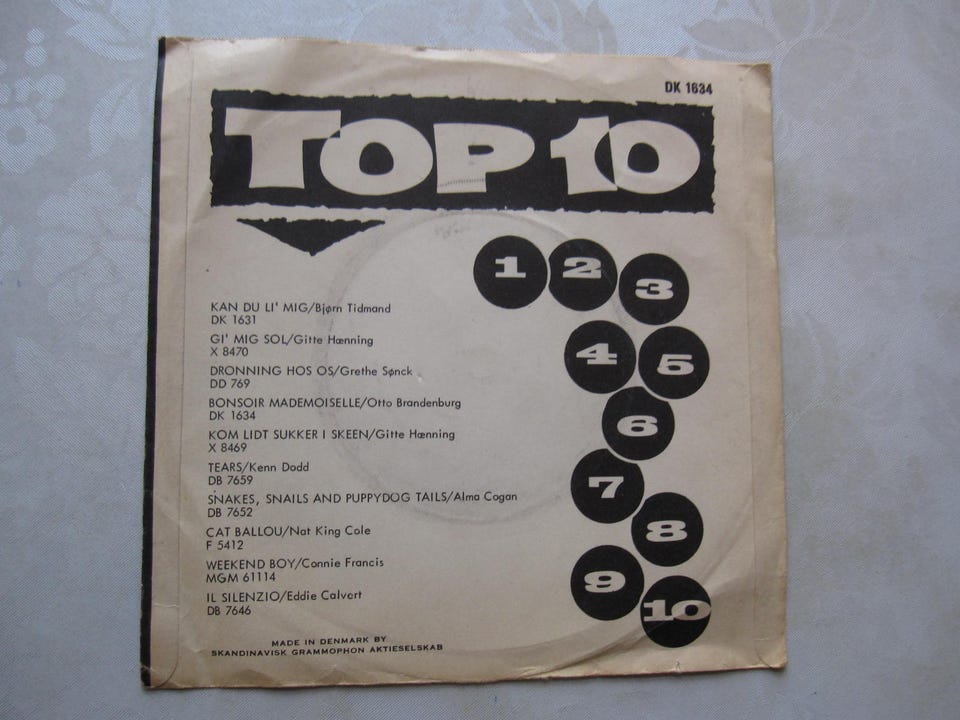 DK 1634
TOP 10
1 2 3
4 5
6
7
8
9
10
KAN DU LI' MIG/Bjørn Tidmand
DK 1631
GI' MIG SOL/Gitte Hænning
X 8470
DRONNING HOS OS/Grethe Sønck
DD 769
BONSOIR MADEMOISELLE/Otto Brandenburg
DK 1634
KOM LIDT SUKKER I SKEEN/Gitte Hænning
X 8469
TEARS/Kenn Dodd
DB 7659
SNAKES, SNAILS AND PUPPYDOG TAILS/Alma Cogan
DB 7652
CAT BALLOU/Nat King Cole
F 5412
WEEKEND BOY/Connie Francis
MGM 61114
IL SILENZIO/Eddie Calvert
DB 7646
MADE IN DENMARK BY
SKANDINAVISK GRAMMOPHON AKTIESELSKAB